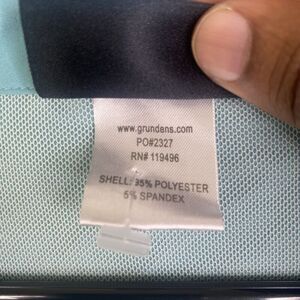 www.grundens.com
PO#2327
RN# 119496
SHELL: 95% POLYESTER
5% SPANDEX